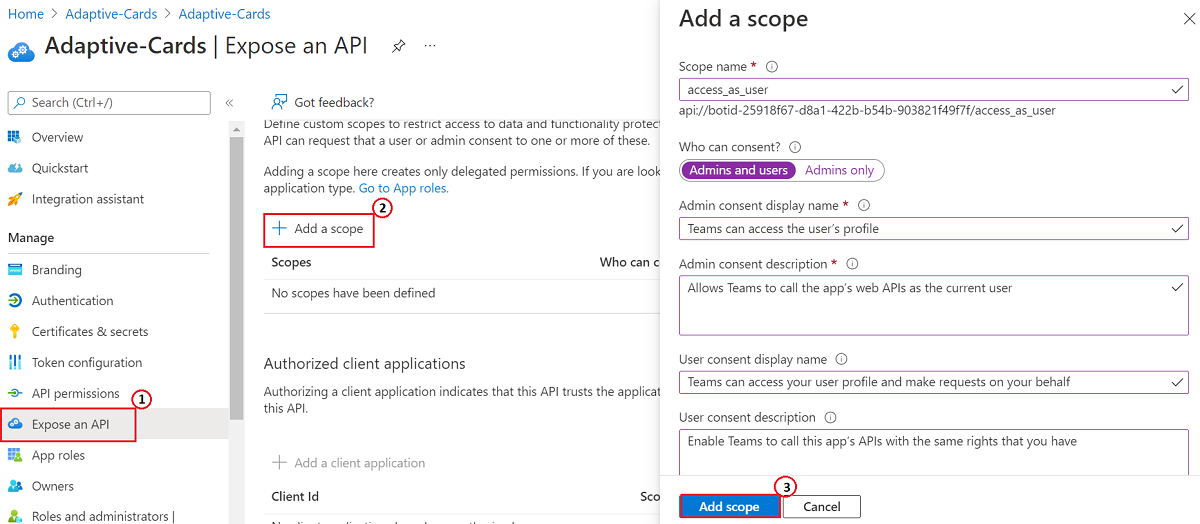 Home > Adaptive-Cards > Adaptive-Cards
Adaptive-Cards | Expose an API
Search (Ctrl+/)
Overview
Quickstart
Integration assistant
Manage
Branding
Authentication
Certificates & secrets
Token configuration
API permissions
1
Expose an API
App roles
Owners
Roles and administrators |
Got feedback?
Define custom scopes to restrict access to data and functionality protec
API can request that a user or admin consent to one or more of these.
Adding a scope here creates only delegated permissions. If you are look
application type. Go to App roles.
2
Add a scope
Scopes Who can c
No scopes have been defined
Authorized client applications
Authorizing a client application indicates that this API trusts the applicat
this API.
Add a client application
Client Id Sco
Add a scope
Scope name *
access_as_user
api://botid-25918f67-d8a1-422b-b54b-903821f49f7f/access_as_user
Who can consent?
Admins and users Admins only
Admin consent display name *
Teams can access the user's profile
Admin consent description *
Allows Teams to call the app's web APIs as the current user
User consent display name
Teams can access your user profile and make requests on your behalf
User consent description
Enable Teams to call this app's APIs with the same rights that you have
3
Add scope Cancel